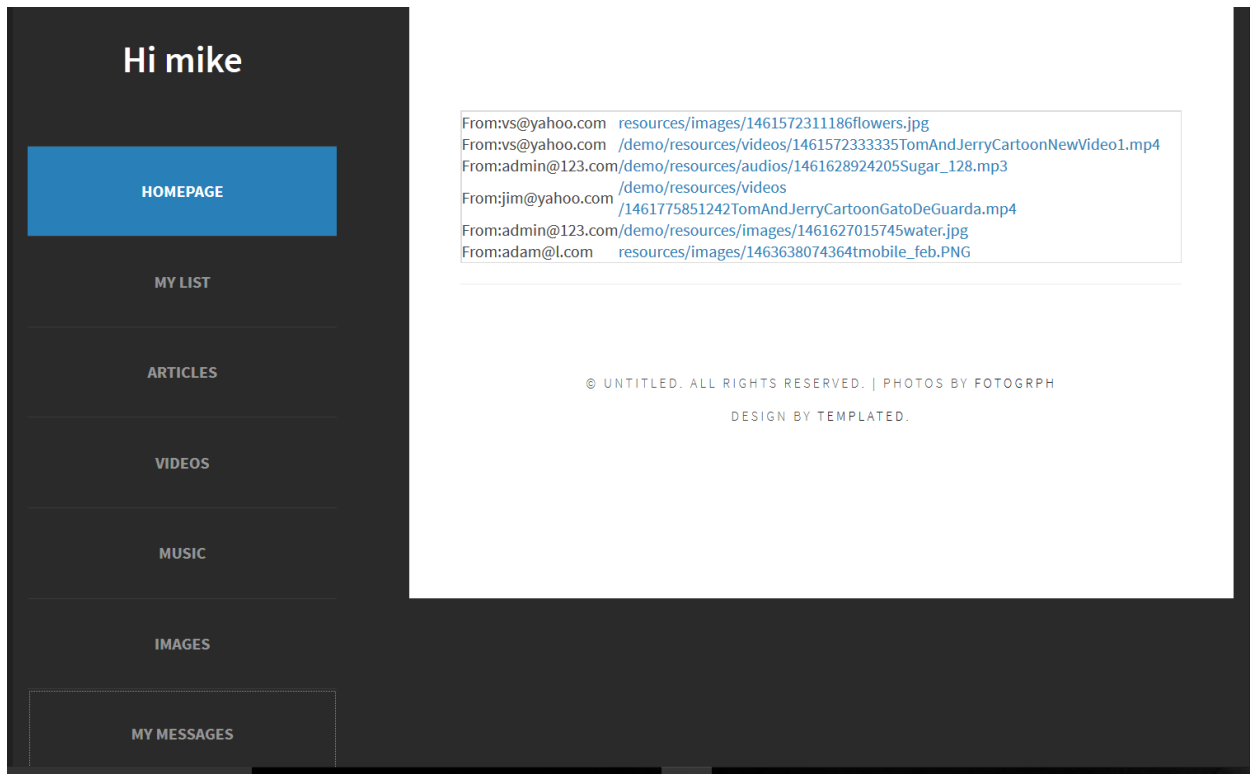 Hi mike
HOMEPAGE
MY LIST
ARTICLES
VIDEOS
MUSIC
IMAGES
MY MESSAGES
From:vs@yahoo.com resources/images/1461572311186flowers.jpg
From:vs@yahoo.com /demo/resources/videos/1461572333335TomAndJerryCartoonNewVideo1.mp4
From:admin@123.com/demo/resources/audios/1461628924205Sugar_128.mp3
From:jim@yahoo.com /demo/resources/videos
/1461775851242TomAndJerryCartoonGatoDeGuarda.mp4
From:admin@123.com/demo/resources/images/1461627015745water.jpg
From:adam@l.com resources/images/1463638074364tmobile_feb.PNG
© UNTITLED. ALL RIGHTS RESERVED. | PHOTOS BY FOTOGRPH
DESIGN BY TEMPLATED.